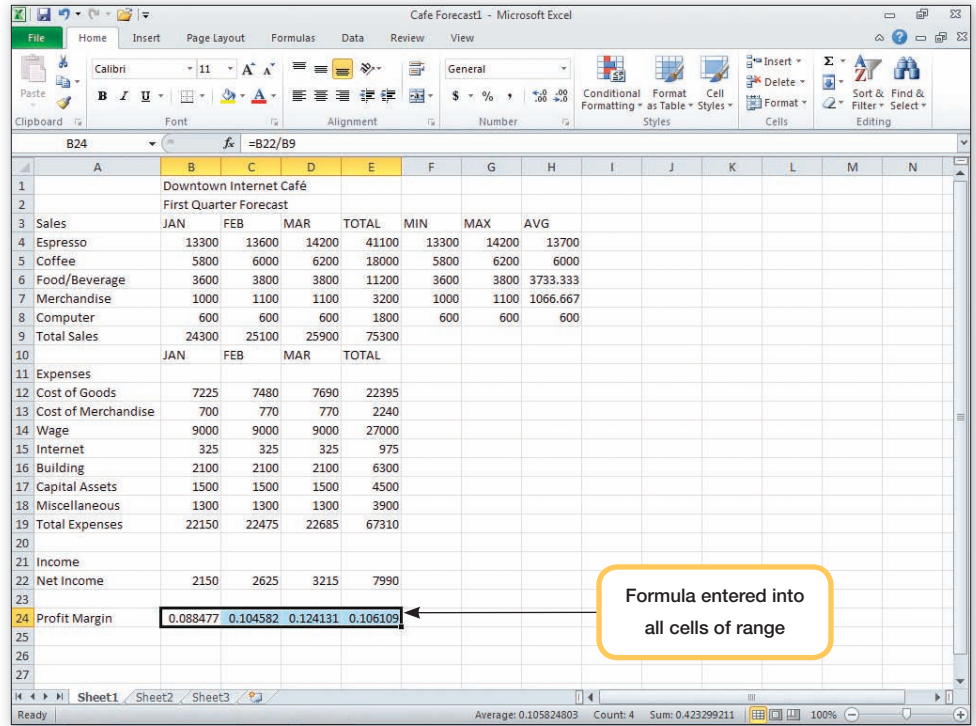 Cafe Forecast1 - Microsoft Excel
File Home Insert Page Layout Formulas Data Review View
Paste
Calibri 11
B I U
General
$ % ,
Conditional Formatting
Format as Table
Cell Styles
Insert
Delete
Format
Σ
Sort & Filter
Find & Select
Clipboard Font Alignment Number Styles Cells Editing
B24 fx =B22/B9
A B C D E F G H I J K L M N
1 Downtown Internet Café
2 First Quarter Forecast
3 Sales JAN FEB MAR TOTAL MIN MAX AVG
4 Espresso 13300 13600 14200 41100 13300 14200 13700
5 Coffee 5800 6000 6200 18000 5800 6200 6000
6 Food/Beverage 3600 3800 3800 11200 3600 3800 3733.333
7 Merchandise 1000 1100 1100 3200 1000 1100 1066.667
8 Computer 600 600 600 1800 600 600 600
9 Total Sales 24300 25100 25900 75300
10 JAN FEB MAR TOTAL
11 Expenses
12 Cost of Goods 7225 7480 7690 22395
13 Cost of Merchandise 700 770 770 2240
14 Wage 9000 9000 9000 27000
15 Internet 325 325 325 975
16 Building 2100 2100 2100 6300
17 Capital Assets 1500 1500 1500 4500
18 Miscellaneous 1300 1300 1300 3900
19 Total Expenses 22150 22475 22685 67310
20
21 Income
22 Net Income 2150 2625 3215 7990
23
24 Profit Margin 0.088477 0.104582 0.124131 0.106109
25
26
27
Formula entered into
all cells of range
Sheet1 Sheet2 Sheet3
Ready Average: 0.105824803 Count: 4 Sum: 0.423299211 100%